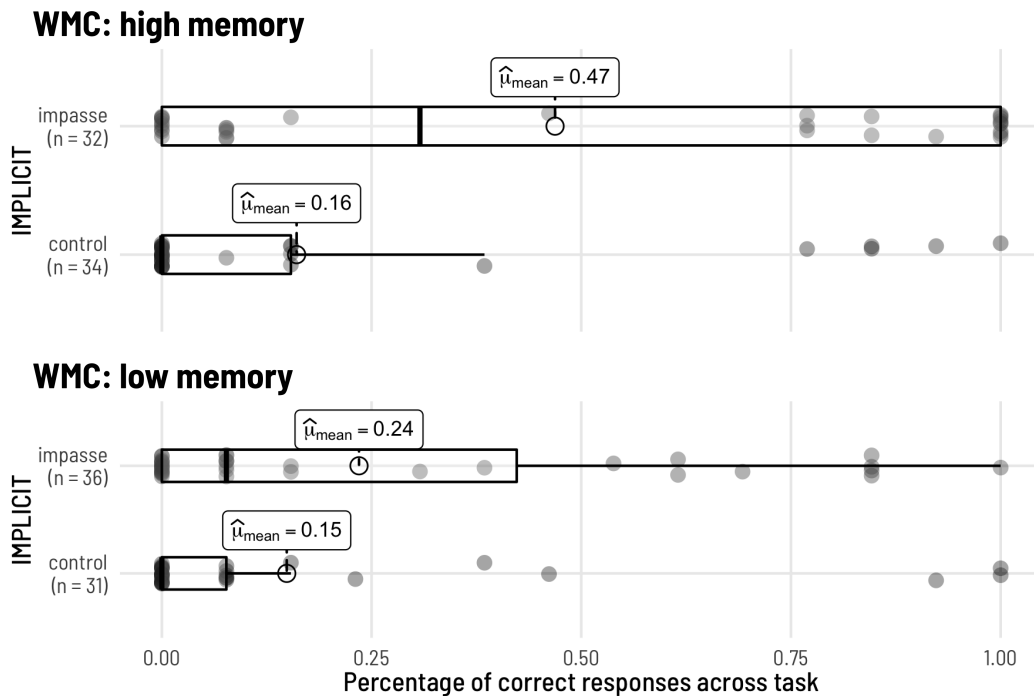 WMC: high memory
μ̂mean = 0.47
impasse
(n = 32)
μ̂mean = 0.16
control
(n = 34)
IMPLICIT
WMC: low memory
μ̂mean = 0.24
impasse
(n = 36)
μ̂mean = 0.15
control
(n = 31)
IMPLICIT
0.00 0.25 0.50 0.75 1.00
Percentage of correct responses across task